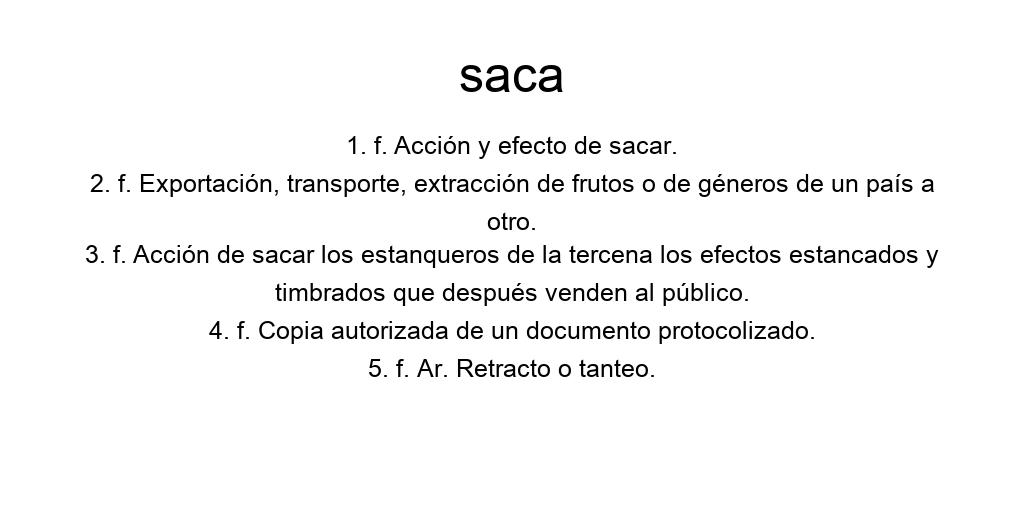 saca
1. f. Acción y efecto de sacar.
2. f. Exportación, transporte, extracción de frutos o de géneros de un país a
otro.
3. f. Acción de sacar los estanqueros de la tercena los efectos estancados y
timbrados que después venden al público.
4. f. Copia autorizada de un documento protocolizado.
5. f. Ar. Retracto o tanteo.